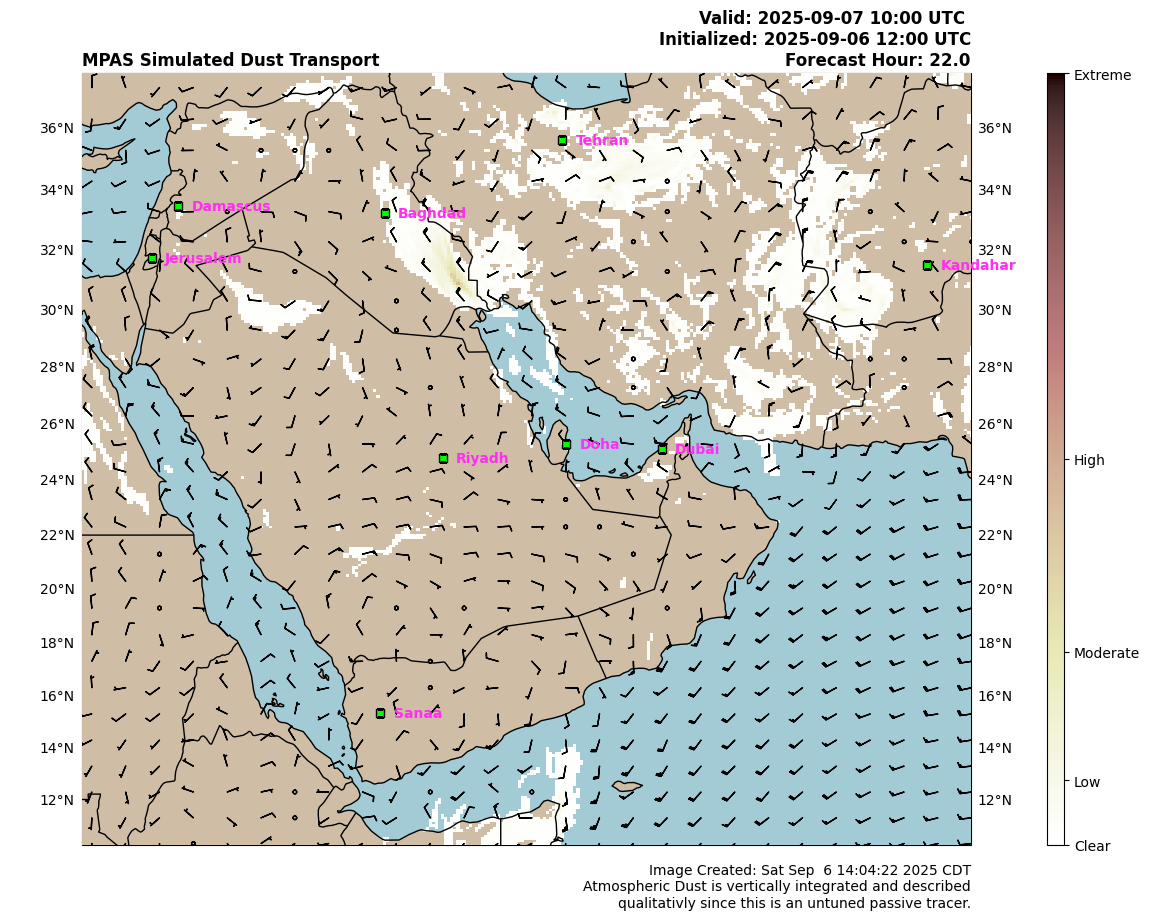 Valid: 2025-09-07 10:00 UTC
Initialized: 2025-09-06 12:00 UTC
MPAS Simulated Dust Transport Forecast Hour: 22.0
Extreme
36°N Tehran 36°N
34°N Damascus Baghdad 34°N
32°N Jerusalem Kandahar 32°N
30°N 30°N
28°N 28°N
26°N Doha Dubai 26°N
Riyadh High
24°N 24°N
22°N 22°N
20°N 20°N
18°N 18°N
Moderate
16°N Sanaa 16°N
14°N 14°N
Low
12°N 12°N
Clear
Image Created: Sat Sep  6 14:04:22 2025 CDT
Atmospheric Dust is vertically integrated and described
qualitativly since this is an untuned passive tracer.